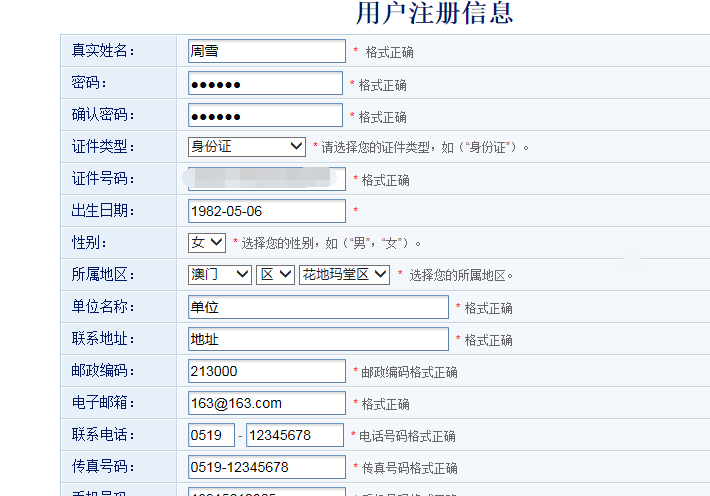 用户注册信息
真实姓名： 周雪 * 格式正确
密码： ●●●●●● * 格式正确
确认密码： ●●●●●● * 格式正确
证件类型： 身份证 * 请选择您的证件类型，如（“身份证”）。
证件号码： * 格式正确
出生日期： 1982-05-06 *
性别： 女 * 选择您的性别，如（“男”，“女”）。
所属地区： 澳门 区 花地玛堂区 * 选择您的所属地区。
单位名称： 单位 * 格式正确
联系地址： 地址 * 格式正确
邮政编码： 213000 * 邮政编码格式正确
电子邮箱： 163@163.com * 格式正确
联系电话： 0519 - 12345678 * 电话号码格式正确
传真号码： 0519-12345678 * 传真号码格式正确